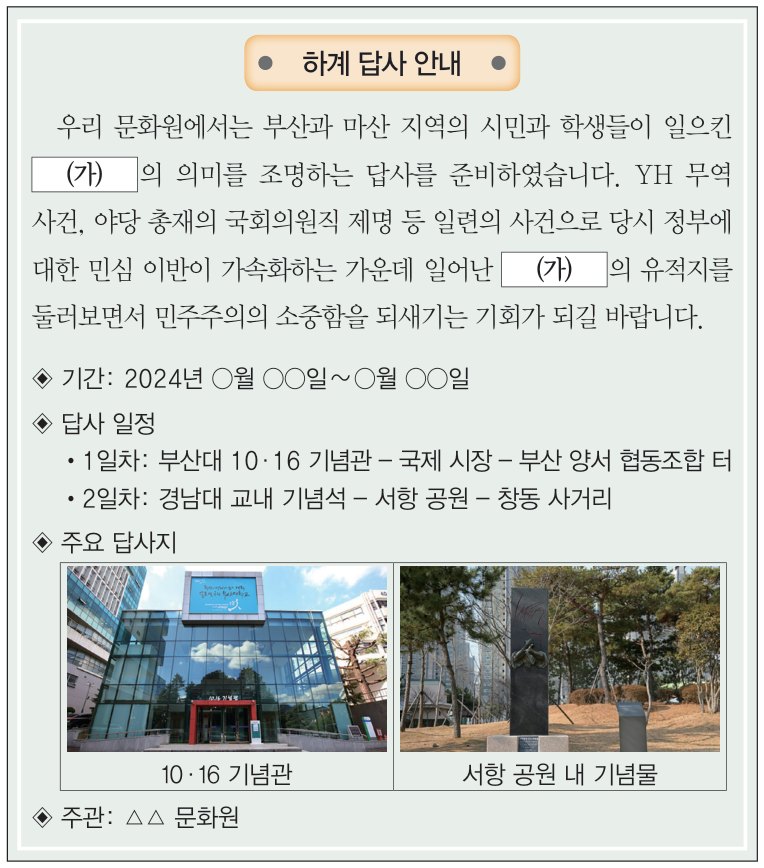 하계 답사 안내
우리 문화원에서는 부산과 마산 지역의 시민과 학생들이 일으킨
(가)의 의미를 조명하는 답사를 준비하였습니다. YH 무역
사건, 야당 총재의 국회의원직 제명 등 일련의 사건으로 당시 정부에
대한 민심 이반이 가속화하는 가운데 일어난 (가)의 유적지를
둘러보면서 민주주의의 소중함을 되새기는 기회가 되길 바랍니다.
◈ 기간: 2024년 ○월 ○○일~○월 ○○일
◈ 답사 일정
• 1일차: 부산대 10·16 기념관 – 국제 시장 – 부산 양서 협동조합 터
• 2일차: 경남대 교내 기념석 – 서항 공원 – 창동 사거리
◈ 주요 답사지
10·16 기념관
서항 공원 내 기념물
◈ 주관: △△ 문화원